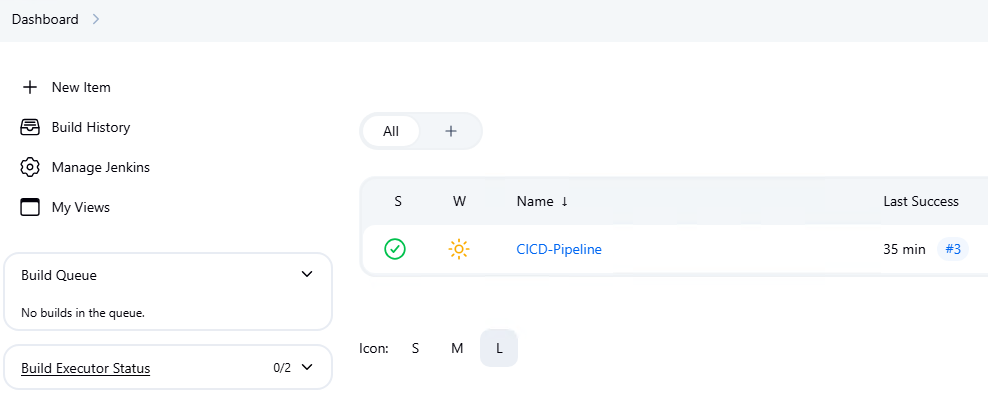 Dashboard
New Item
Build History
Manage Jenkins
My Views
Build Queue
No builds in the queue.
Build Executor Status 0/2
All +
S W Name ↓ Last Success
CICD-Pipeline 35 min #3
Icon: S M L